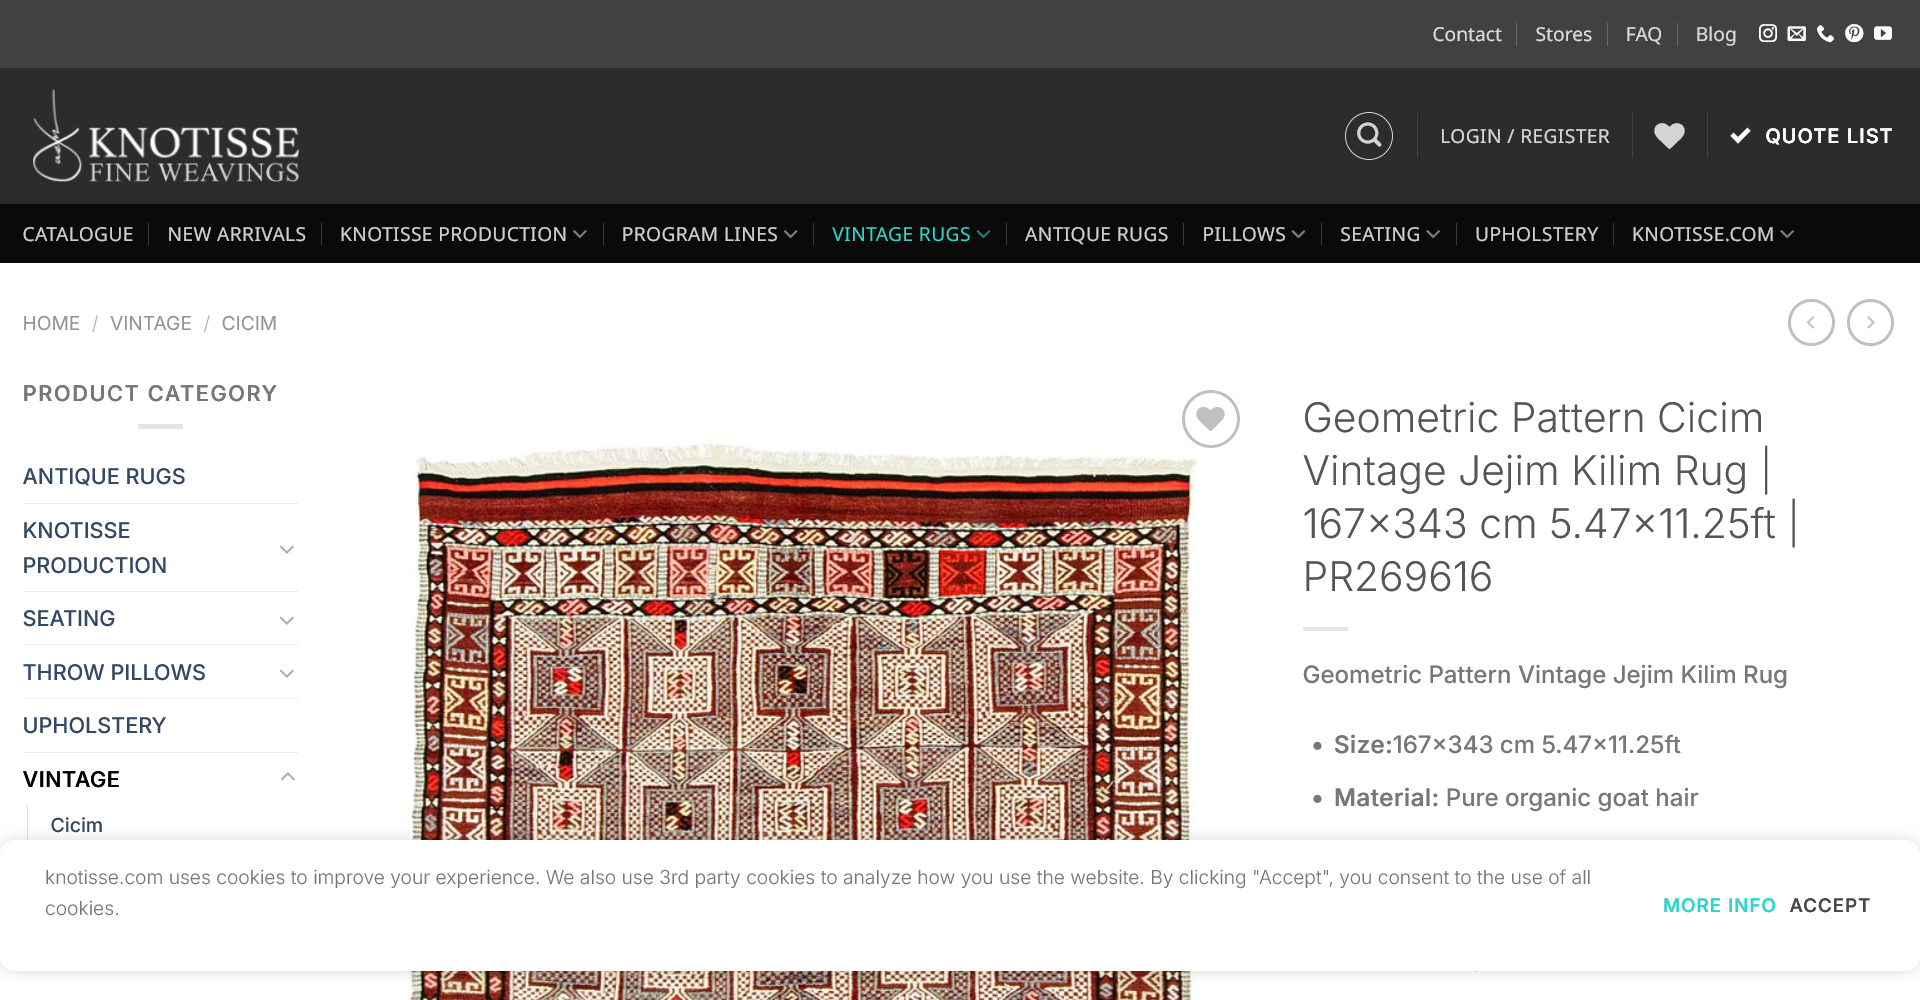 Contact
Stores
FAQ
Blog
KNOTISSE
FINE WEAVINGS
LOGIN / REGISTER
QUOTE LIST
CATALOGUE
NEW ARRIVALS
KNOTISSE PRODUCTION
PROGRAM LINES
VINTAGE RUGS
ANTIQUE RUGS
PILLOWS
SEATING
UPHOLSTERY
KNOTISSE.COM
HOME / VINTAGE / CICIM
PRODUCT CATEGORY
ANTIQUE RUGS
KNOTISSE
PRODUCTION
SEATING
THROW PILLOWS
UPHOLSTERY
VINTAGE
Cicim
Geometric Pattern Cicim
Vintage Jejim Kilim Rug |
167×343 cm 5.47×11.25ft |
PR269616
Geometric Pattern Vintage Jejim Kilim Rug
• Size:167×343 cm 5.47×11.25ft
• Material: Pure organic goat hair
knotisse.com uses cookies to improve your experience. We also use 3rd party cookies to analyze how you use the website. By clicking "Accept", you consent to the use of all
cookies.
MORE INFO
ACCEPT